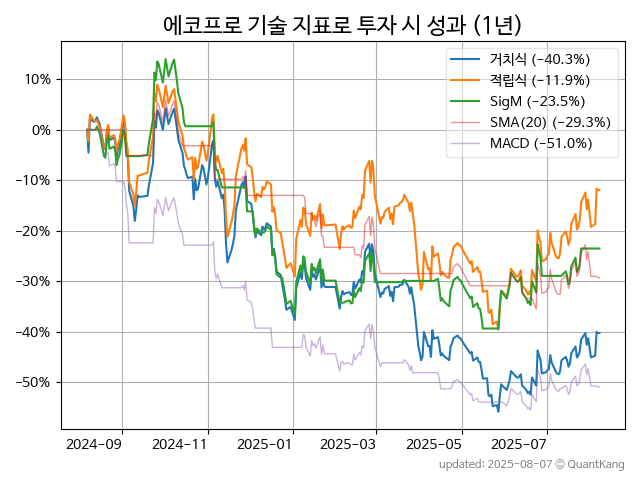 에코프로 기술 지표로 투자 시 성과 (1년)
거치식 (−40.3%)
적립식 (−11.9%)
SigM (−23.5%)
SMA(20) (−29.3%)
MACD (−51.0%)
10%
0%
−10%
−20%
−30%
−40%
−50%
2024-09 2024-11 2025-01 2025-03 2025-05 2025-07
updated: 2025-08-07 © QuantKang